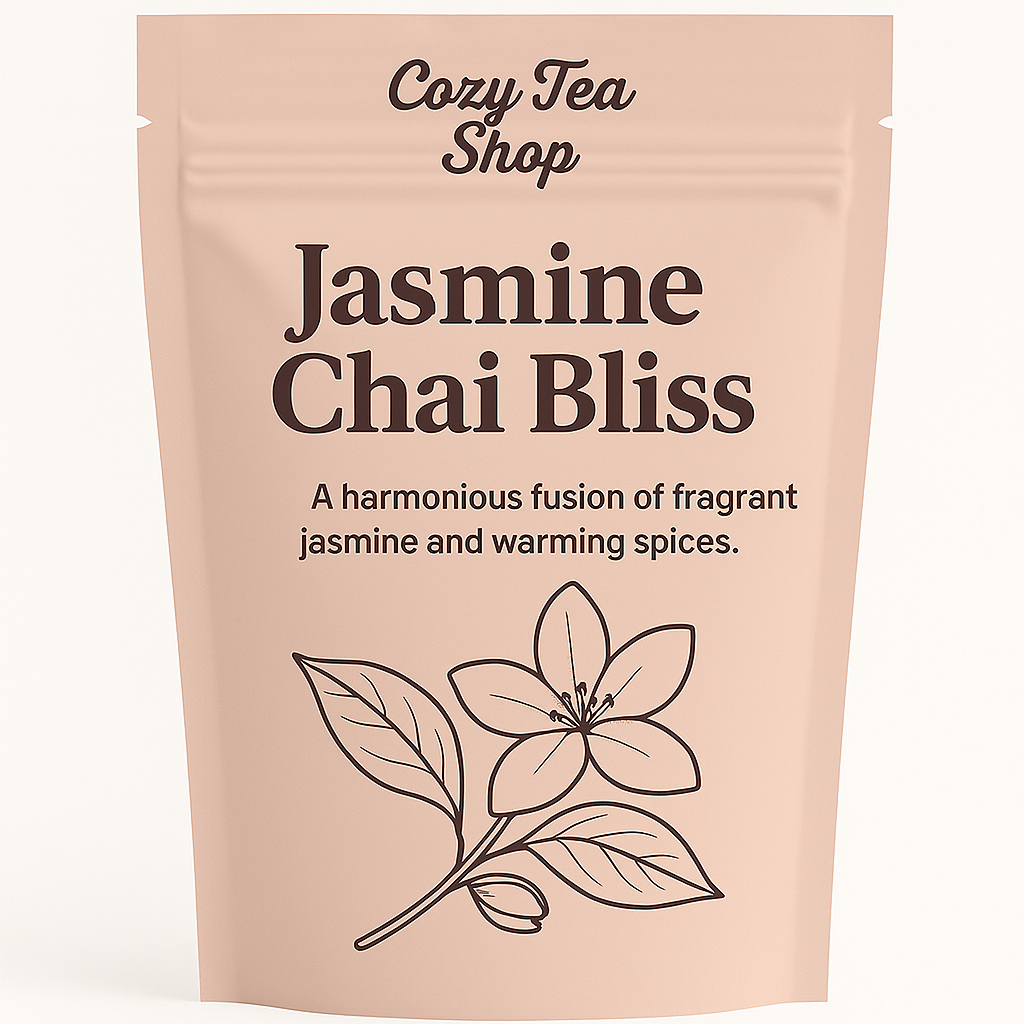 Cozy Tea
Shop
Jasmine
Chai Bliss
A harmonious fusion of fragrant
jasmine and warming spices.